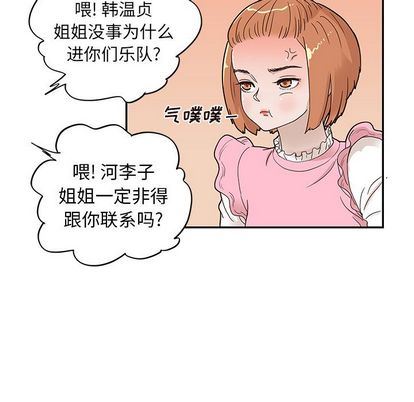 喂! 韩温贞
姐姐没事为什么
进你们乐队?
气噗噗~
喂! 河李子
姐姐一定非得
跟你联系吗?